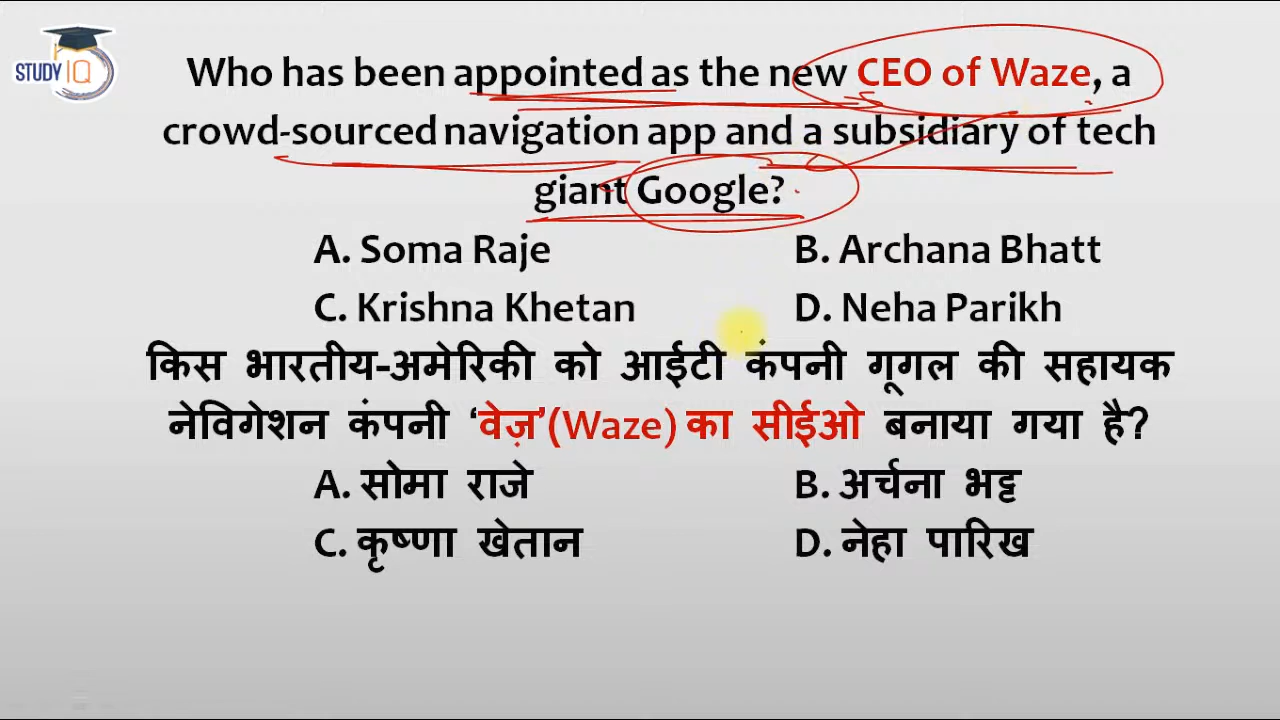 STUDY IQ
Who has been appointed as the new CEO of Waze, a
crowd-sourced navigation app and a subsidiary of tech
giant Google?
A. Soma Raje B. Archana Bhatt
C. Krishna Khetan D. Neha Parikh
किस भारतीय-अमेरिकी को आईटी कंपनी गूगल की सहायक
नेविगेशन कंपनी ‘वेज़’(Waze) का सीईओ बनाया गया है?
A. सोमा राजे B. अर्चना भट्ट
C. कृष्णा खेतान D. नेहा पारिख